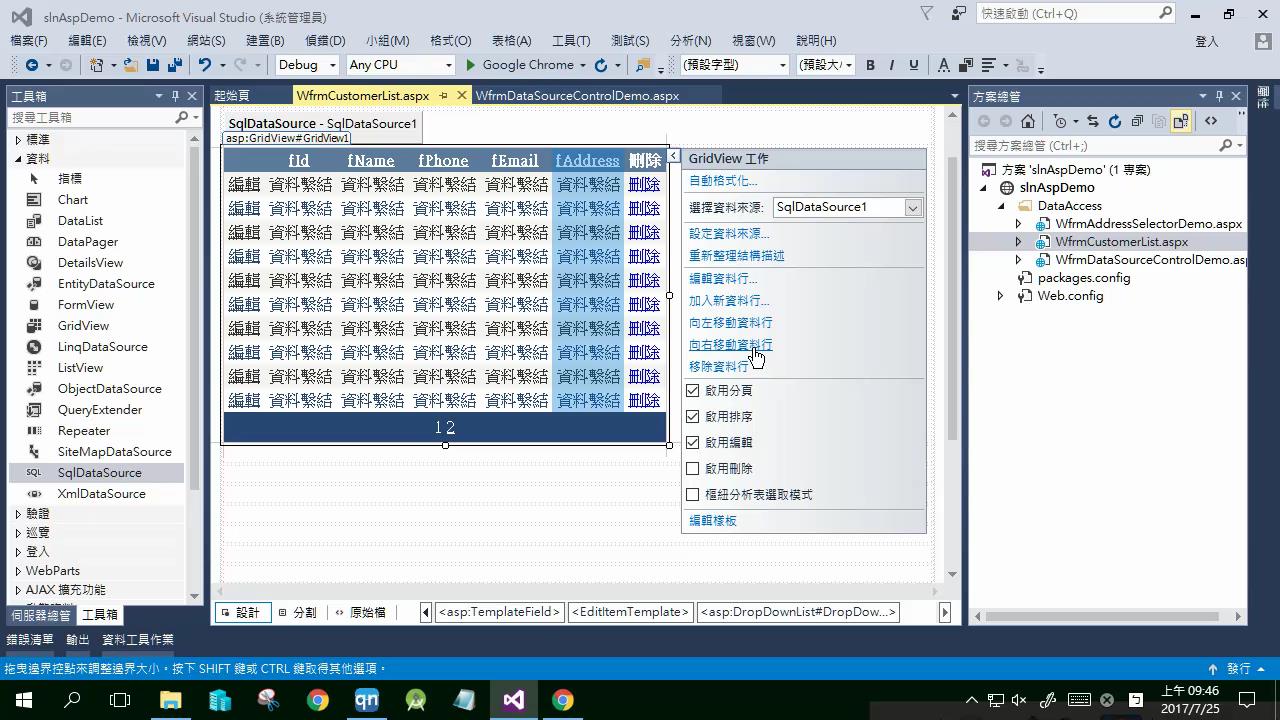 slnAspDemo - Microsoft Visual Studio (系統管理員)
快速啟動 (Ctrl+Q)
檔案(F) 編輯(E) 檢視(V) 網站(S) 建置(B) 偵錯(D) 小組(M) 格式(O) 表格(A) 工具(T) 測試(S) 分析(N) 視窗(W) 說明(H)
登入
Debug Any CPU Google Chrome (預設字型) (預設大 B I U A
工具箱
搜尋工具箱
標準
資料
指標
Chart
DataList
DataPager
DetailsView
EntityDataSource
FormView
GridView
LinqDataSource
ListView
ObjectDataSource
QueryExtender
Repeater
SiteMapDataSource
SQL SqlDataSource
XmlDataSource
驗證
巡覽
登入
WebParts
AJAX 擴充功能
伺服器總管 工具箱
起始頁 WfrmCustomerList.aspx WfrmDataSourceControlDemo.aspx
SqlDataSource - SqlDataSource1
asp:GridView#GridView1
fId fName fPhone fEmail fAddress 刪除
編輯 資料繫結 資料繫結 資料繫結 資料繫結 資料繫結 刪除
編輯 資料繫結 資料繫結 資料繫結 資料繫結 資料繫結 刪除
編輯 資料繫結 資料繫結 資料繫結 資料繫結 資料繫結 刪除
編輯 資料繫結 資料繫結 資料繫結 資料繫結 資料繫結 刪除
編輯 資料繫結 資料繫結 資料繫結 資料繫結 資料繫結 刪除
編輯 資料繫結 資料繫結 資料繫結 資料繫結 資料繫結 刪除
編輯 資料繫結 資料繫結 資料繫結 資料繫結 資料繫結 刪除
編輯 資料繫結 資料繫結 資料繫結 資料繫結 資料繫結 刪除
編輯 資料繫結 資料繫結 資料繫結 資料繫結 資料繫結 刪除
編輯 資料繫結 資料繫結 資料繫結 資料繫結 資料繫結 刪除
1 2
GridView 工作
自動格式化...
選擇資料來源: SqlDataSource1
設定資料來源...
重新整理結構描述
編輯資料行...
加入新資料行...
向左移動資料行
向右移動資料行
移除資料行
啟用分頁
啟用排序
啟用編輯
啟用刪除
樞紐分析表選取模式
編輯樣板
設計 分割 原始檔 <asp:TemplateField> <EditItemTemplate> <asp:DropDownList#DropDow...>
方案總管
搜尋方案總管 (Ctrl+;)
方案 'slnAspDemo' (1 專案)
slnAspDemo
DataAccess
WfrmAddressSelectorDemo.aspx
WfrmCustomerList.aspx
WfrmDataSourceControlDemo.as
packages.config
Web.config
錯誤清單 輸出 資料工具作業
拖曳邊界控點來調整邊界大小。按下 SHIFT 鍵或 CTRL 鍵取得其他選項。
發行
上午 09:46
2017/7/25